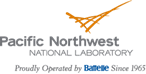 Pacific Northwest
NATIONAL LABORATORY
Proudly Operated by Battelle Since 1965